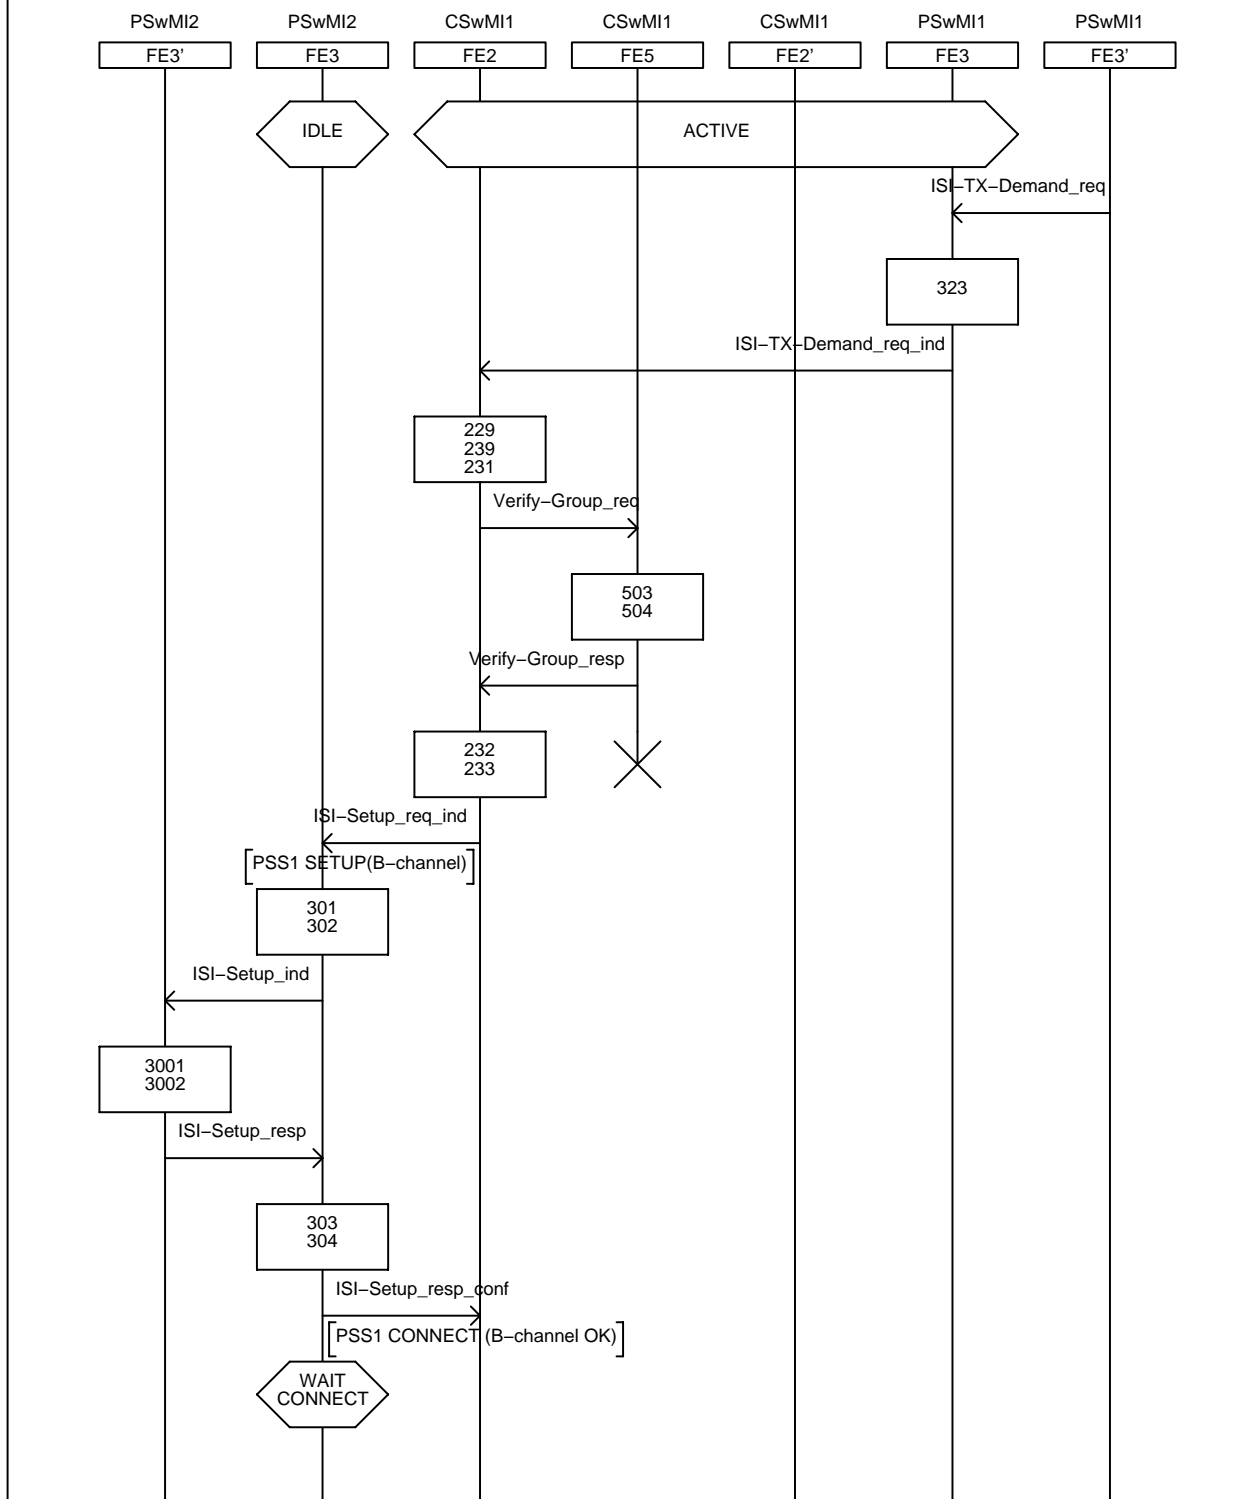 PSwMI2 PSwMI2 CSwMI1 CSwMI1 CSwMI1 PSwMI1 PSwMI1
FE3’ FE3 FE2 FE5 FE2’ FE3 FE3’
IDLE ACTIVE
ISI–TX–Demand_req
323
ISI–TX–Demand_req_ind
229
239
231
Verify–Group_req
503
504
Verify–Group_resp
232
233
ISI–Setup_req_ind
PSS1 SETUP(B–channel)
301
302
ISI–Setup_ind
3001
3002
ISI–Setup_resp
303
304
ISI–Setup_resp_conf
PSS1 CONNECT (B–channel OK)
WAIT
CONNECT